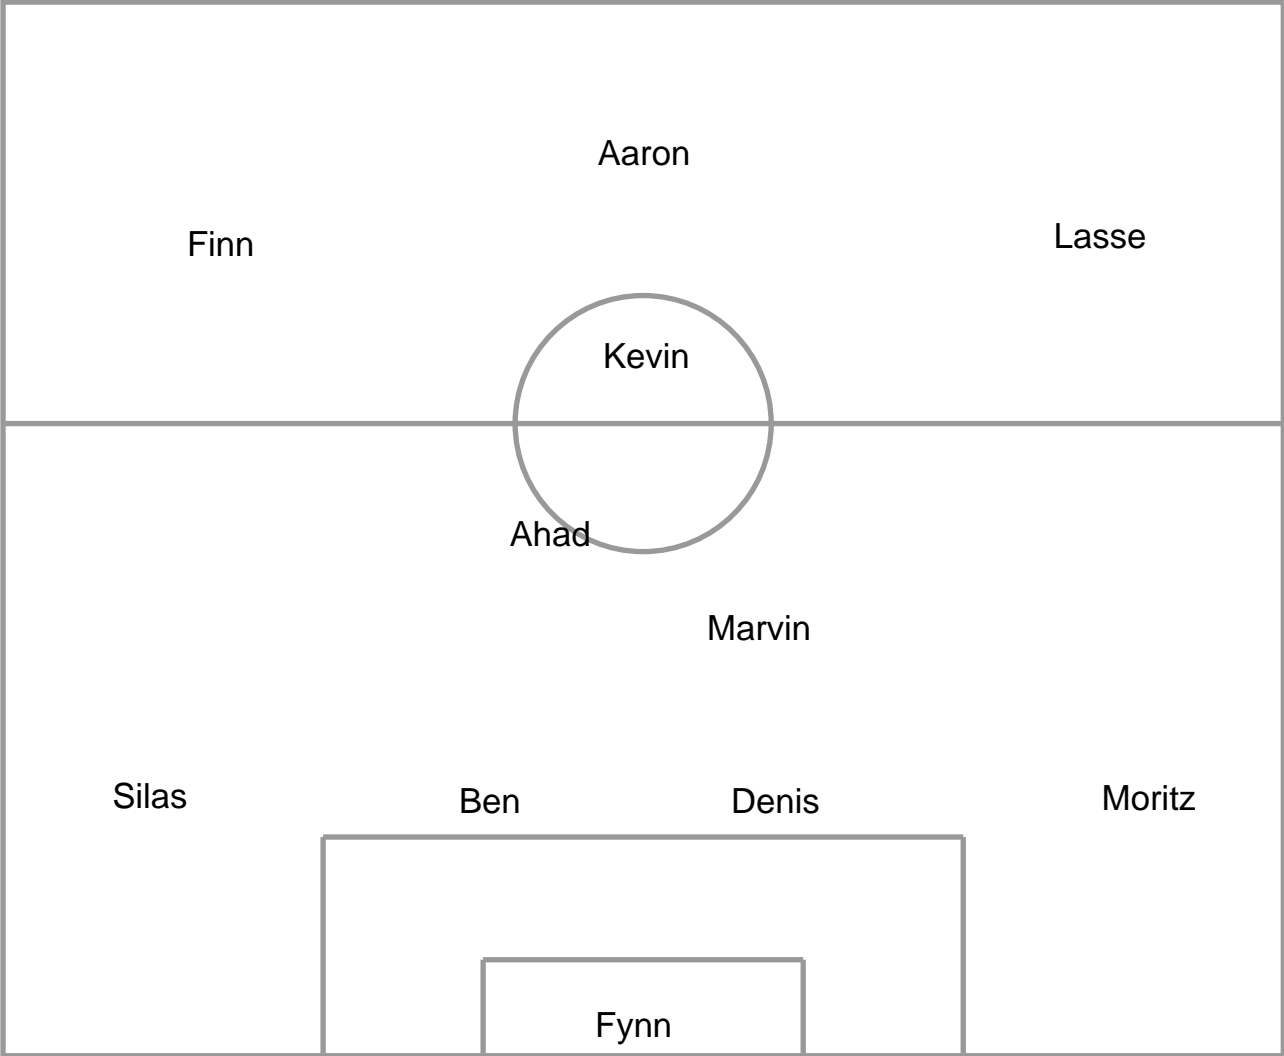 Aaron
Finn
Lasse
Kevin
Ahad
Marvin
Silas
Ben
Denis
Moritz
Fynn